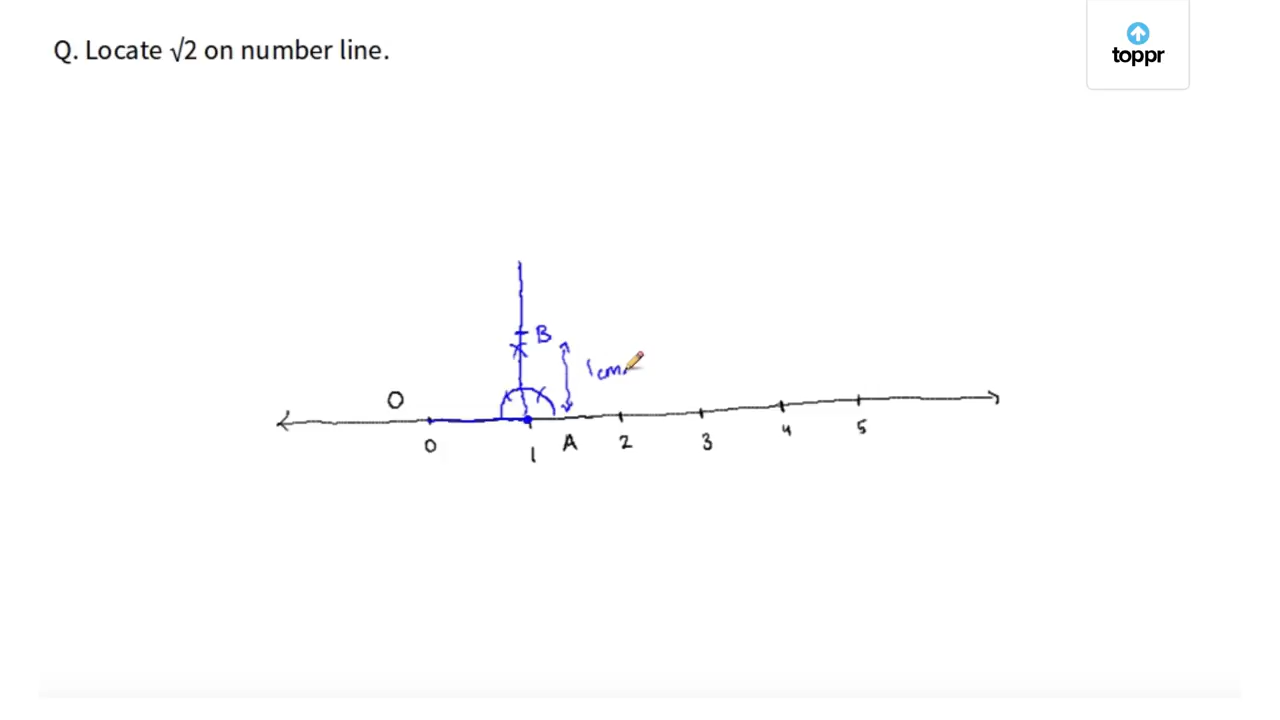 Q. Locate √2 on number line.
toppr
B
1cm.
O
0 1 A 2 3 4 5